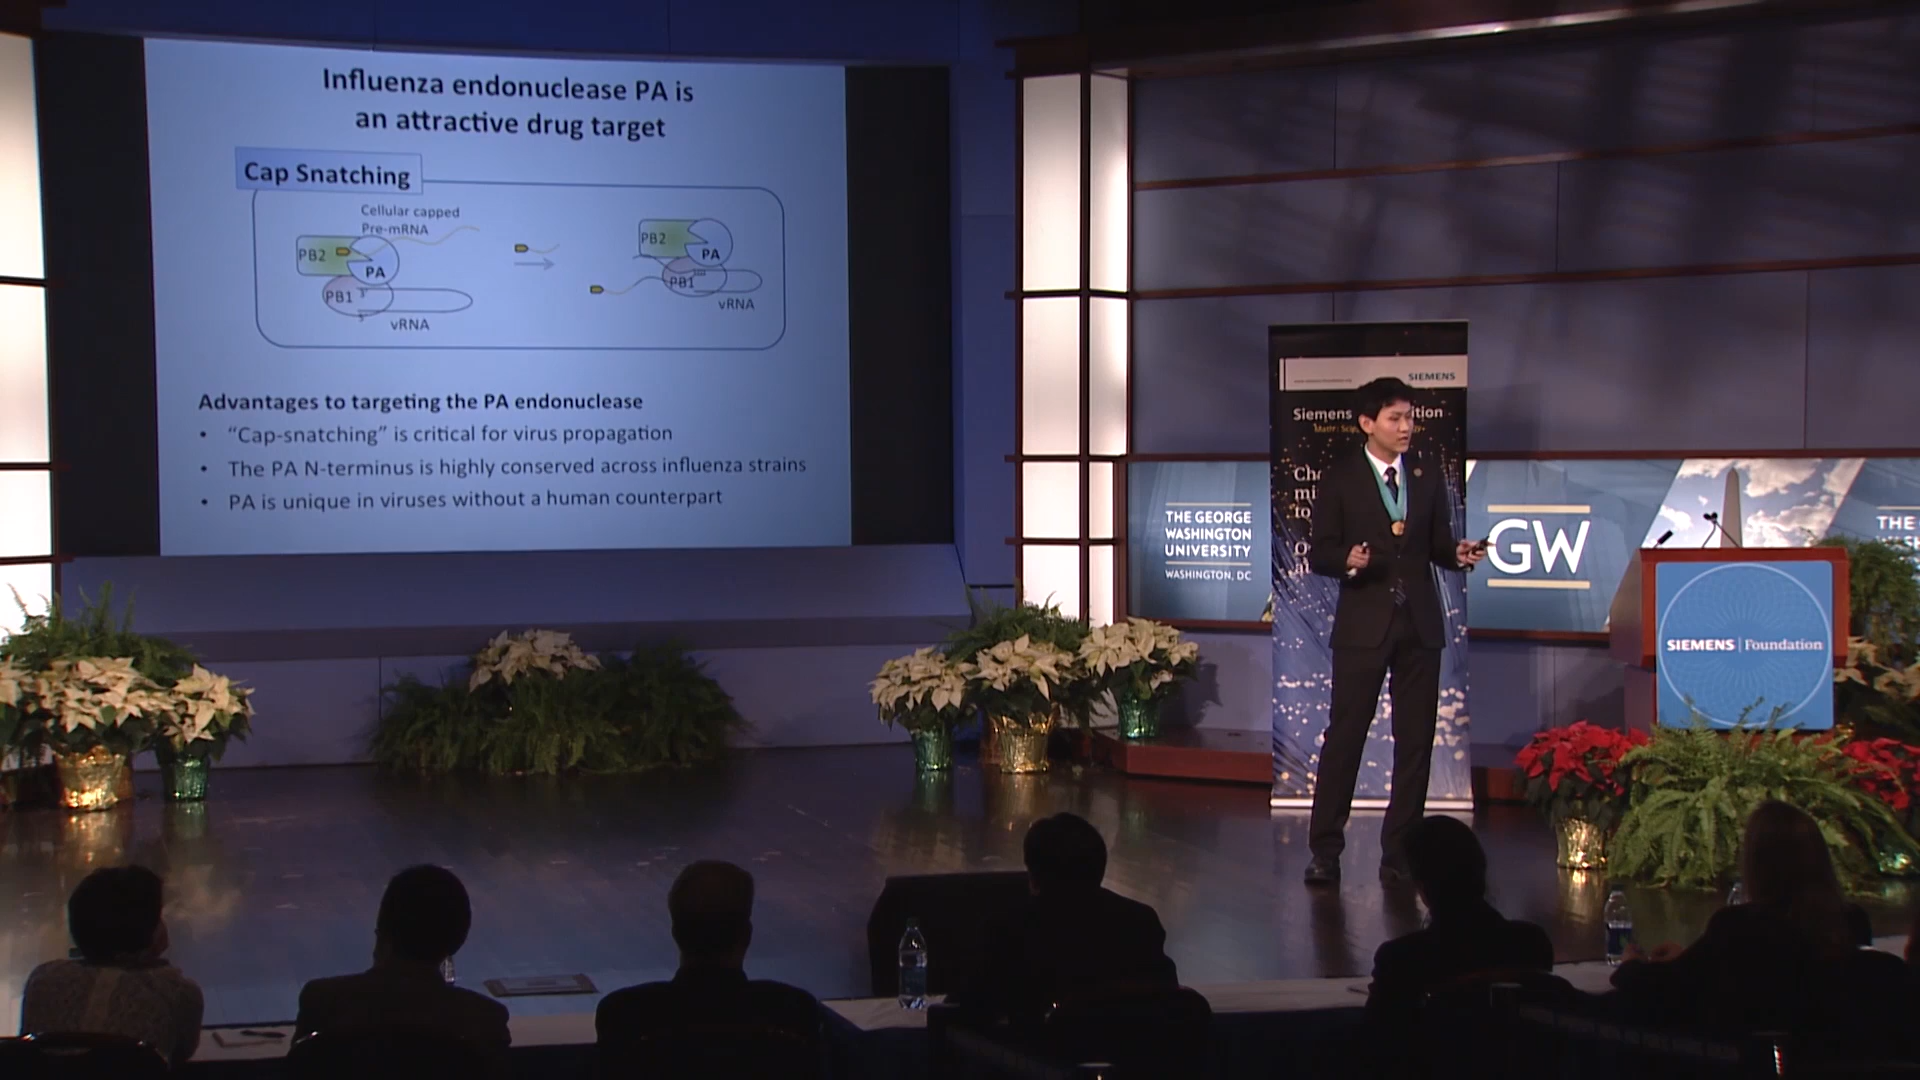 Influenza endonuclease PA is
an attractive drug target
Cap Snatching
Cellular capped
Pre-mRNA
PB2
PA
PB1
3'
5'
vRNA
PB2
PA
PB1
vRNA
Advantages to targeting the PA endonuclease
• “Cap-snatching” is critical for virus propagation
• The PA N-terminus is highly conserved across influenza strains
• PA is unique in viruses without a human counterpart
SIEMENS
Siemens
THE GEORGE
WASHINGTON
UNIVERSITY
WASHINGTON, DC
GW
THE
SIEMENS | Foundation